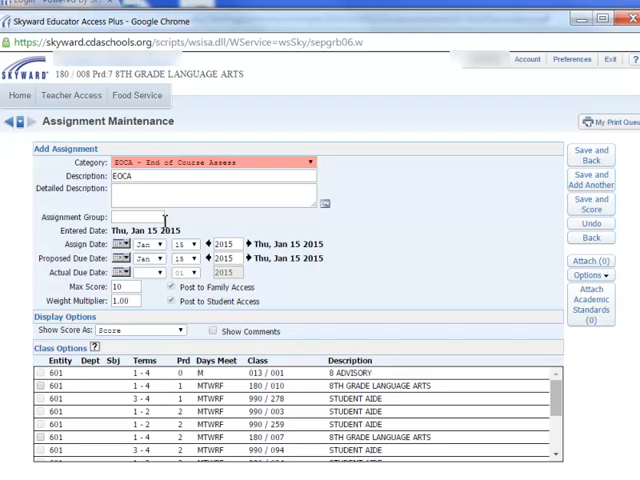 Skyward Educator Access Plus - Google Chrome
https://skyward.cdaschools.org/scripts/wsisa.dll/WService=wsSky/sepgrb06.w
SKYWARD
180 / 008 Prd:7 8TH GRADE LANGUAGE ARTS
Account Preferences Exit ?
Home Teacher Access Food Service
Assignment Maintenance
My Print Queu
Add Assignment
Category: EOCA - End of Course Assess
Description: EOCA
Detailed Description:
Assignment Group:
Entered Date: Thu, Jan 15 2015
Assign Date: Jan 15 2015 Thu, Jan 15 2015
Proposed Due Date: Jan 15 2015 Thu, Jan 15 2015
Actual Due Date: 01 2015
Max Score: 10 Post to Family Access
Weight Multiplier: 1.00 Post to Student Access
Save and Back
Save and Add Another
Save and Score
Undo
Back
Attach (0)
Options
Attach Academic Standards (0)
Display Options
Show Score As: Score Show Comments
Class Options ?
Entity Dept Sbj Terms Prd Days Meet Class Description
601 1 - 4 0 M 013 / 001 8 ADVISORY
601 1 - 4 1 MTWRF 180 / 010 8TH GRADE LANGUAGE ARTS
601 3 - 4 1 MTWRF 990 / 278 STUDENT AIDE
601 1 - 2 2 MTWRF 990 / 003 STUDENT AIDE
601 1 - 2 2 MTWRF 990 / 259 STUDENT AIDE
601 1 - 4 2 MTWRF 180 / 007 8TH GRADE LANGUAGE ARTS
601 3 - 4 2 MTWRF 990 / 094 STUDENT AIDE